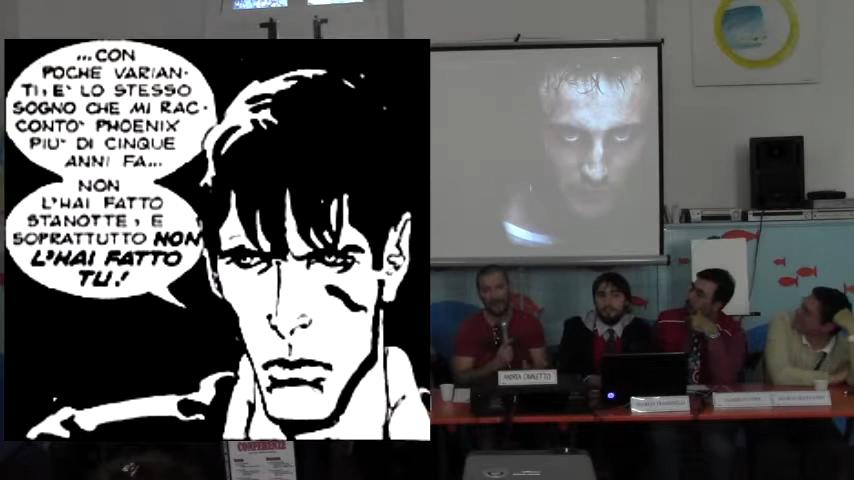 ...CON
POCHE VARIAN-
TI, E' LO STESSO
SOGNO CHE MI RAC-
CONTO' PHOENIX
PIU' DI CINQUE
ANNI FA...
NON
L'HAI FATTO
STANOTTE, E
SOPRATTUTTO NON
L'HAI FATTO
TU!
ANDREA CAVALETTO
CONFERENZE